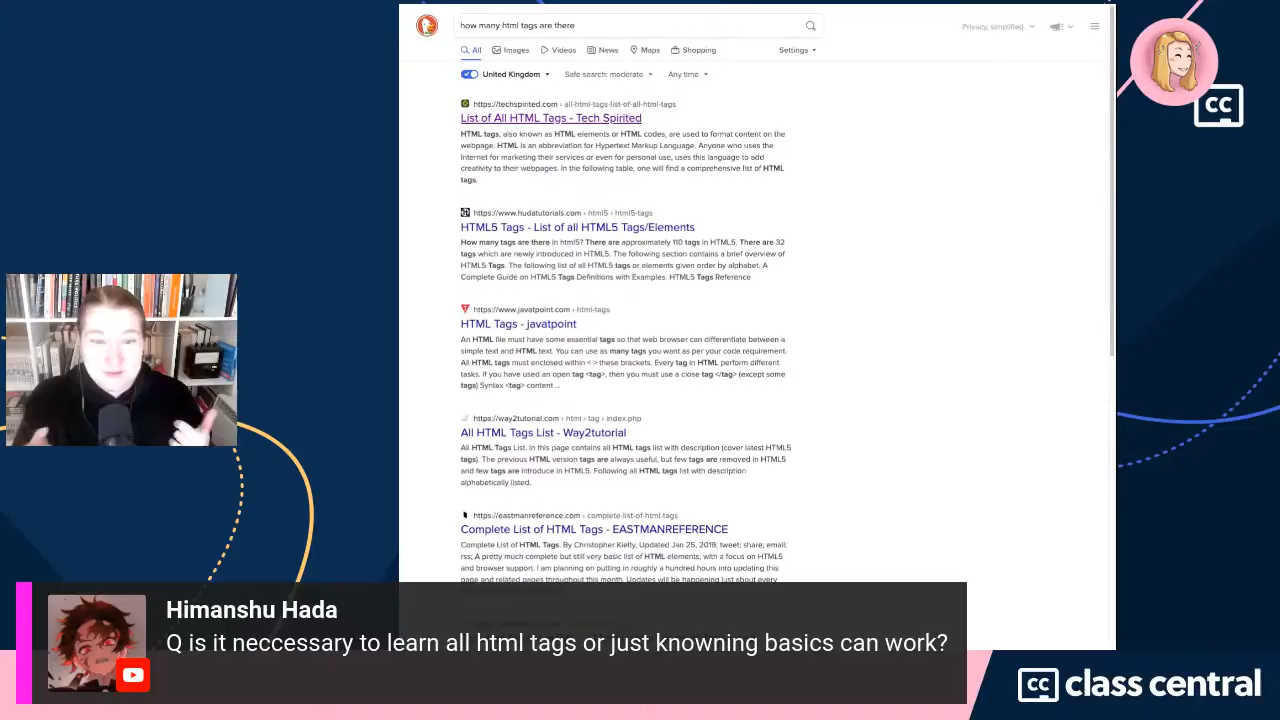 how many html tags are there
Privacy, simplified.
All Images Videos News Maps Shopping Settings
United Kingdom Safe search: moderate Any time
https://techspirited.com › all-html-tags-list-of-all-html-tags
List of All HTML Tags - Tech Spirited
HTML tags, also known as HTML elements or HTML codes, are used to format content on the
webpage. HTML is an abbreviation for Hypertext Markup Language. Anyone who uses the
Internet for marketing their services or even for personal use, uses this language to add
creativity to their webpages. In the following table, one will find a comprehensive list of HTML
tags.
https://www.hudatutorials.com › html5 › html5-tags
HTML5 Tags - List of all HTML5 Tags/Elements
How many tags are there in html5? There are approximately 110 tags in HTML5. There are 32
tags which are newly introduced in HTML5. The following section contains a brief overview of
HTML5 Tags. The following list of all HTML5 tags or elements given order by alphabet. A
Complete Guide on HTML5 Tags Definitions with Examples. HTML5 Tags Reference
https://www.javatpoint.com › html-tags
HTML Tags - javatpoint
An HTML file must have some essential tags so that web browser can differentiate between a
simple text and HTML text. You can use as many tags you want as per your code requirement.
All HTML tags must enclosed within < > these brackets. Every tag in HTML perform different
tasks. If you have used an open tag <tag>, then you must use a close tag </tag> (except some
tags) Syntax <tag> content ...
https://way2tutorial.com › html › tag › index.php
All HTML Tags List - Way2tutorial
All HTML Tags List. In this page contains all HTML tags list with description (cover latest HTML5
tags). The previous HTML version tags are always useful, but few tags are removed in HTML5
and few tags are introduce in HTML5. Following all HTML tags list with description
alphabetically listed.
https://eastmanreference.com › complete-list-of-html-tags
Complete List of HTML Tags - EASTMANREFERENCE
Complete List of HTML Tags. By Christopher Kielty, Updated Jan 25, 2019; tweet; share; email;
rss; A pretty much complete but still very basic list of HTML elements, with a focus on HTML5
and browser support. I am planning on putting in roughly a hundred hours into updating this
page and related pages throughout this month. Updates will be happening just about every
Himanshu Hada
Q is it neccessary to learn all html tags or just knowning basics can work?
CC
CC class central